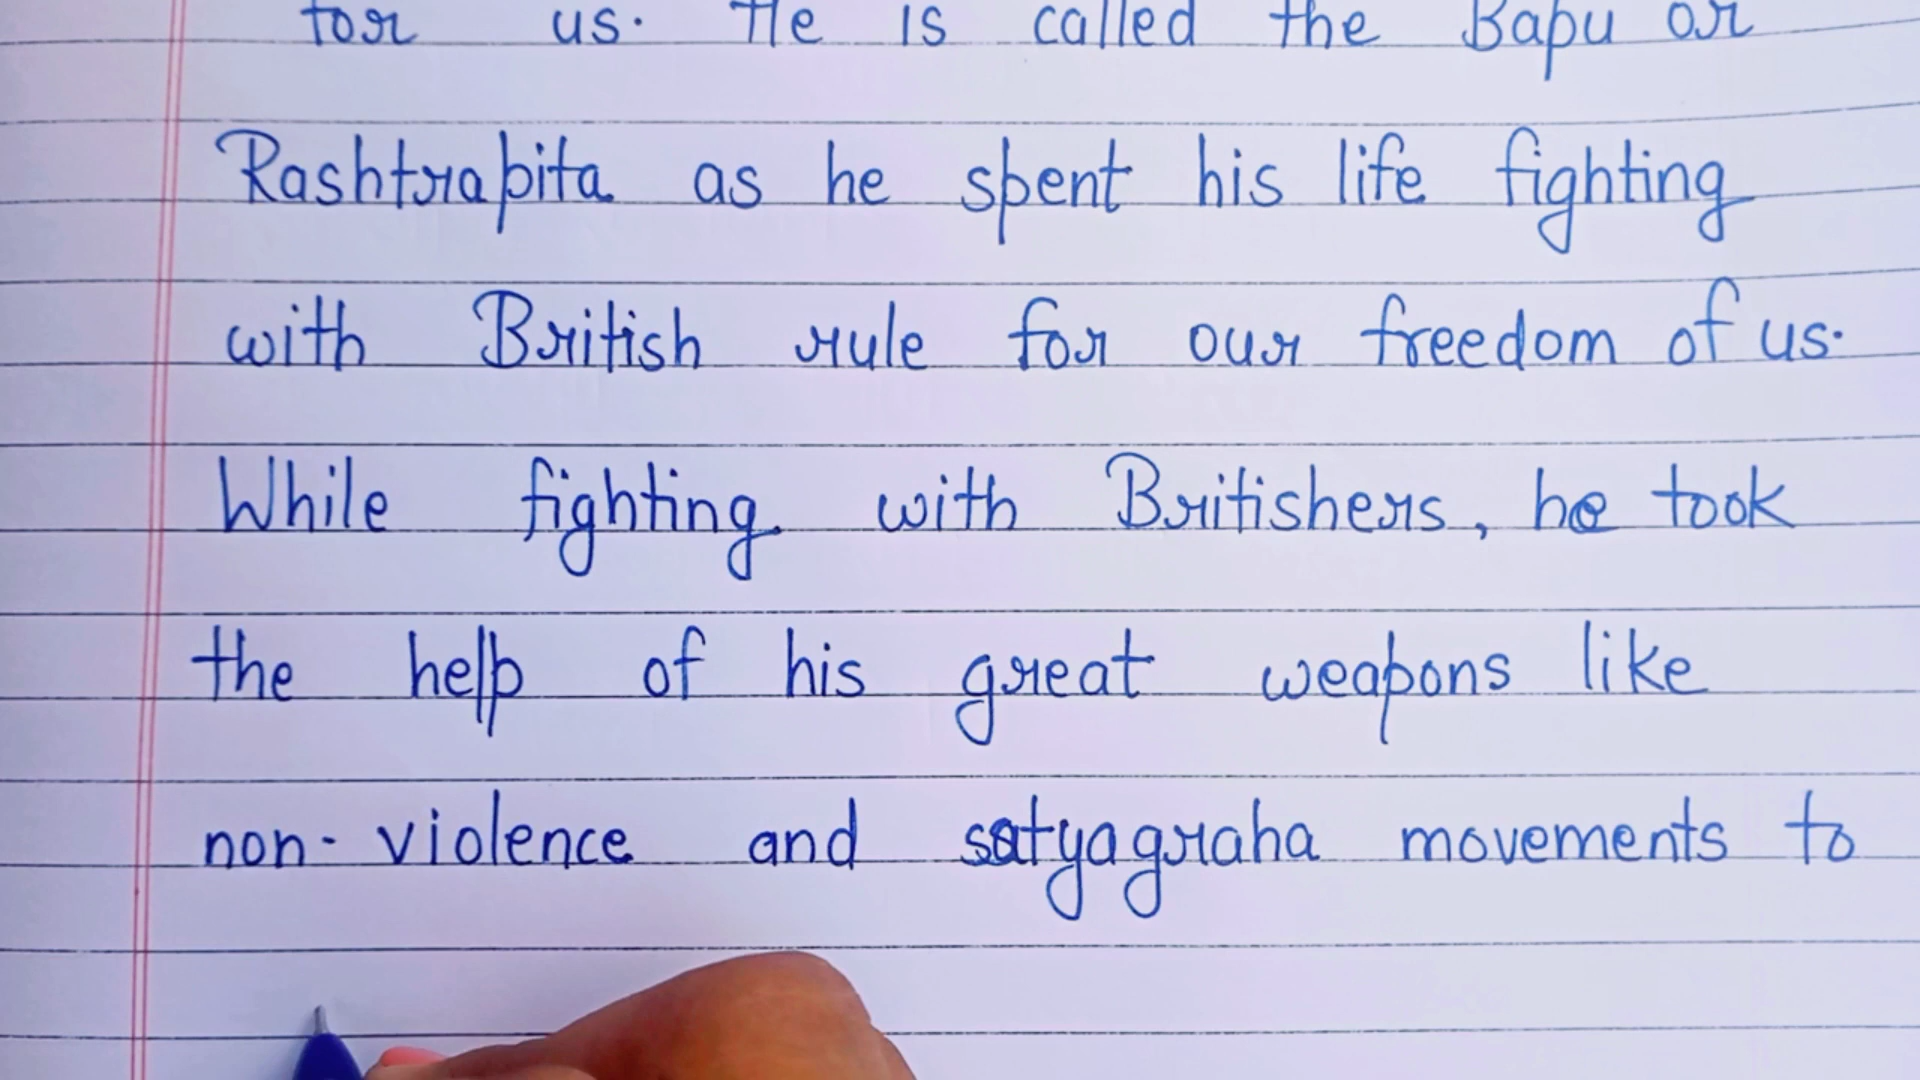 for us. He is called the Bapu or
Rashtrapita as he spent his life fighting
with British rule for our freedom of us.
While fighting with Britishers, he took
the help of his great weapons like
non-violence and satyagraha movements to